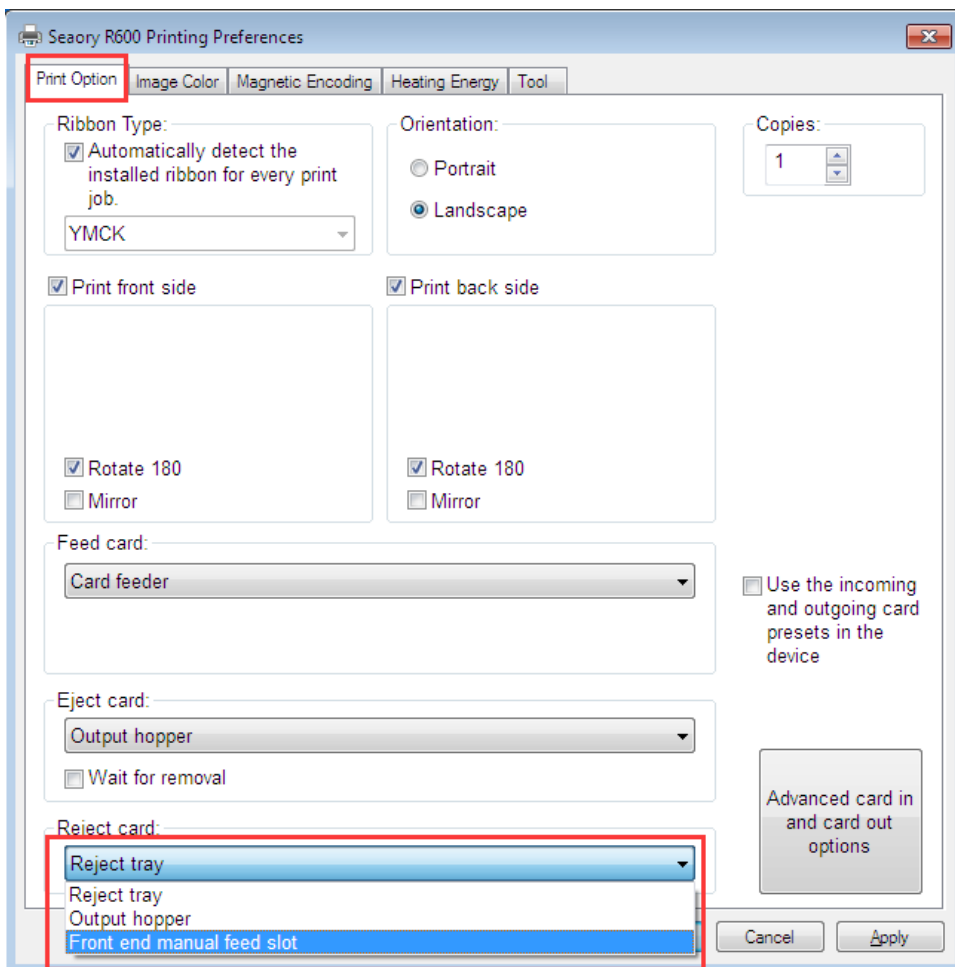 Seaory R600 Printing Preferences
Print Option Image Color Magnetic Encoding Heating Energy Tool
Ribbon Type:
Automatically detect the
installed ribbon for every print
job.
YMCK
Orientation:
Portrait
Landscape
Copies:
1
Print front side
Rotate 180
Mirror
Print back side
Rotate 180
Mirror
Feed card:
Card feeder
Use the incoming
and outgoing card
presets in the
device
Eject card:
Output hopper
Wait for removal
Advanced card in
and card out
options
Reject card:
Reject tray
Reject tray
Output hopper
Front end manual feed slot
Cancel
Apply